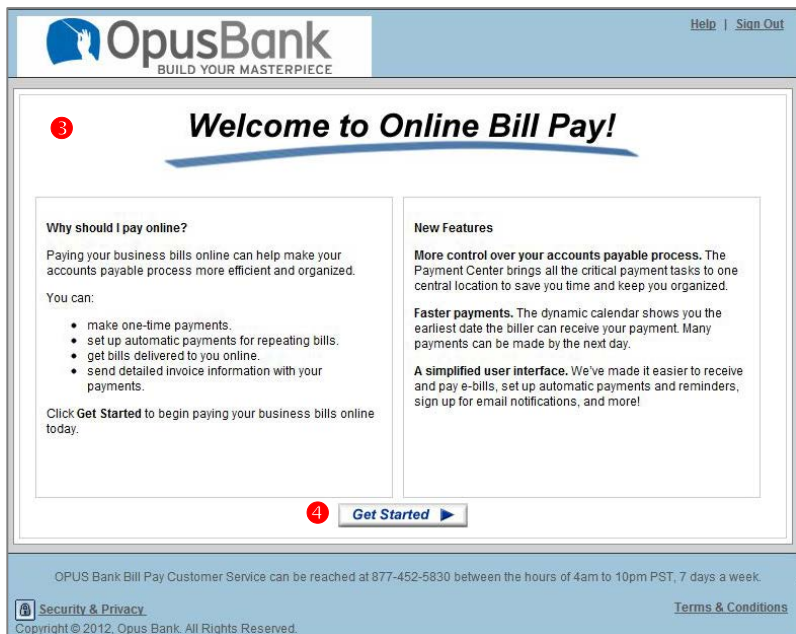 OpusBank
BUILD YOUR MASTERPIECE
Help | Sign Out
3
Welcome to Online Bill Pay!
Why should I pay online?
Paying your business bills online can help make your
accounts payable process more efficient and organized.
You can:
• make one-time payments.
• set up automatic payments for repeating bills.
• get bills delivered to you online.
• send detailed invoice information with your
payments.
Click Get Started to begin paying your business bills online
today.
New Features
More control over your accounts payable process. The
Payment Center brings all the critical payment tasks to one
central location to save you time and keep you organized.
Faster payments. The dynamic calendar shows you the
earliest date the biller can receive your payment. Many
payments can be made by the next day.
A simplified user interface. We've made it easier to receive
and pay e-bills, set up automatic payments and reminders,
sign up for email notifications, and more!
4
Get Started
OPUS Bank Bill Pay Customer Service can be reached at 877-452-5830 between the hours of 4am to 10pm PST, 7 days a week.
Security & Privacy
Terms & Conditions
Copyright © 2012, Opus Bank. All Rights Reserved.